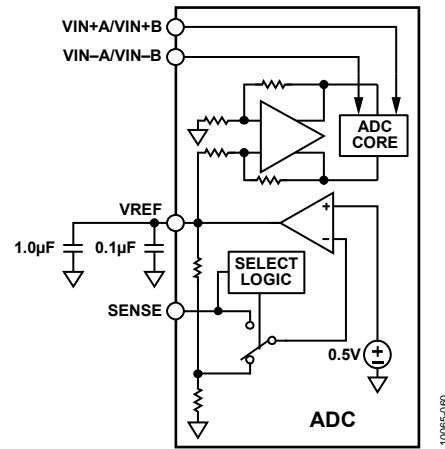 VIN+A/VIN+B
VIN–A/VIN–B
ADC
CORE
VREF
1.0µF
0.1µF
+
–
SELECT
LOGIC
SENSE
0.5V
+
–
ADC
10065-060